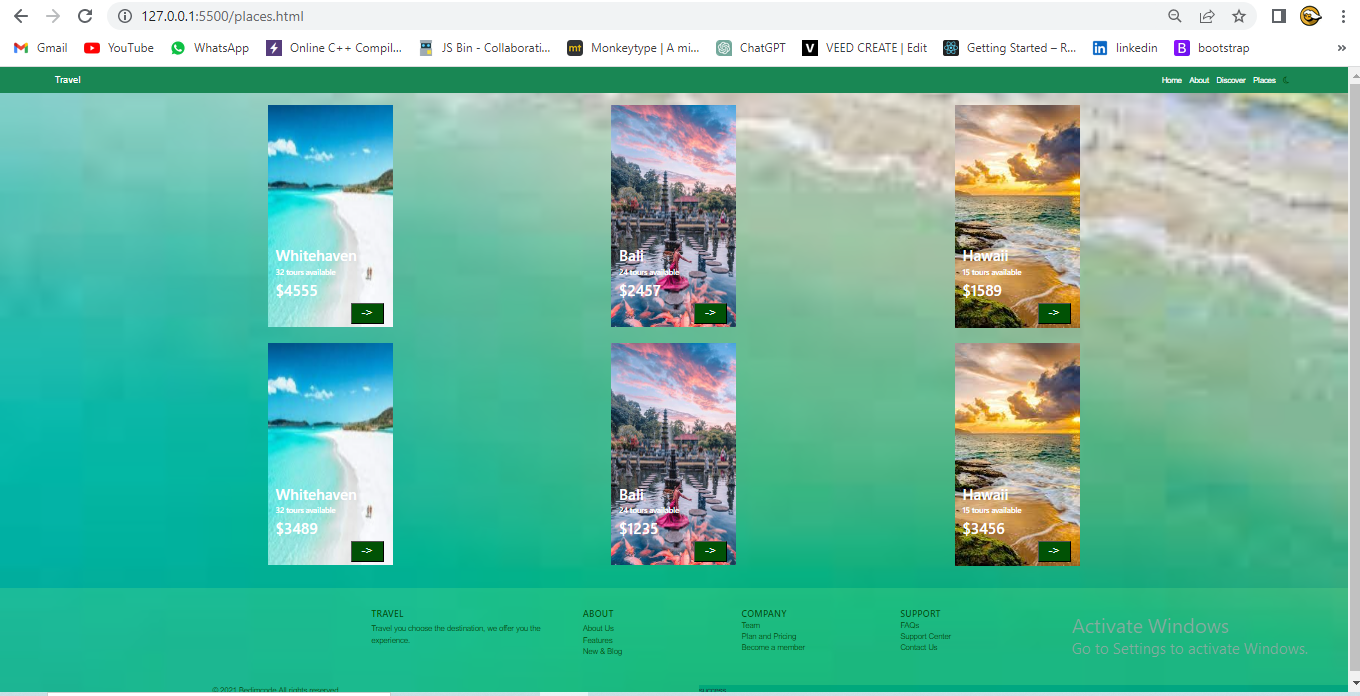 127.0.0.1:5500/places.html
Gmail YouTube WhatsApp Online C++ Compil... JS Bin - Collaborati... mt Monkeytype | A mi... ChatGPT V VEED CREATE | Edit Getting Started – R... in linkedin B bootstrap »
Travel Home About Discover Places
Whitehaven
32 tours available
$4555
->
Bali
24 tours available
$2457
->
Hawaii
15 tours available
$1589
->
Whitehaven
32 tours available
$3489
->
Bali
24 tours available
$1235
->
Hawaii
15 tours available
$3456
->
TRAVEL
Travel you choose the destination, we offer you the
experience.
ABOUT
About Us
Features
New & Blog
COMPANY
Team
Plan and Pricing
Become a member
SUPPORT
FAQs
Support Center
Contact Us
Activate Windows
Go to Settings to activate Windows.
© 2021 Bedimcode All rights reserved
success